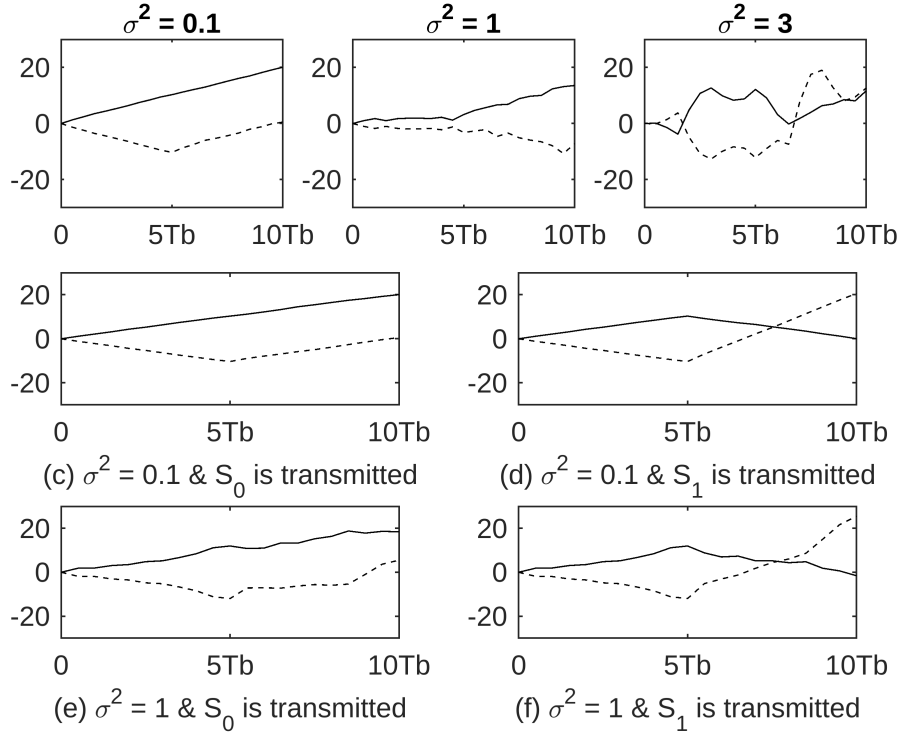 σ² = 0.1 σ² = 1 σ² = 3
20 20 20
0 0 0
-20 -20 -20
0 5Tb 10Tb 0 5Tb 10Tb 0 5Tb 10Tb
20 20
0 0
-20 -20
0 5Tb 10Tb 0 5Tb 10Tb
(c) σ² = 0.1 & S₀ is transmitted (d) σ² = 0.1 & S₁ is transmitted
20 20
0 0
-20 -20
0 5Tb 10Tb 0 5Tb 10Tb
(e) σ² = 1 & S₀ is transmitted (f) σ² = 1 & S₁ is transmitted